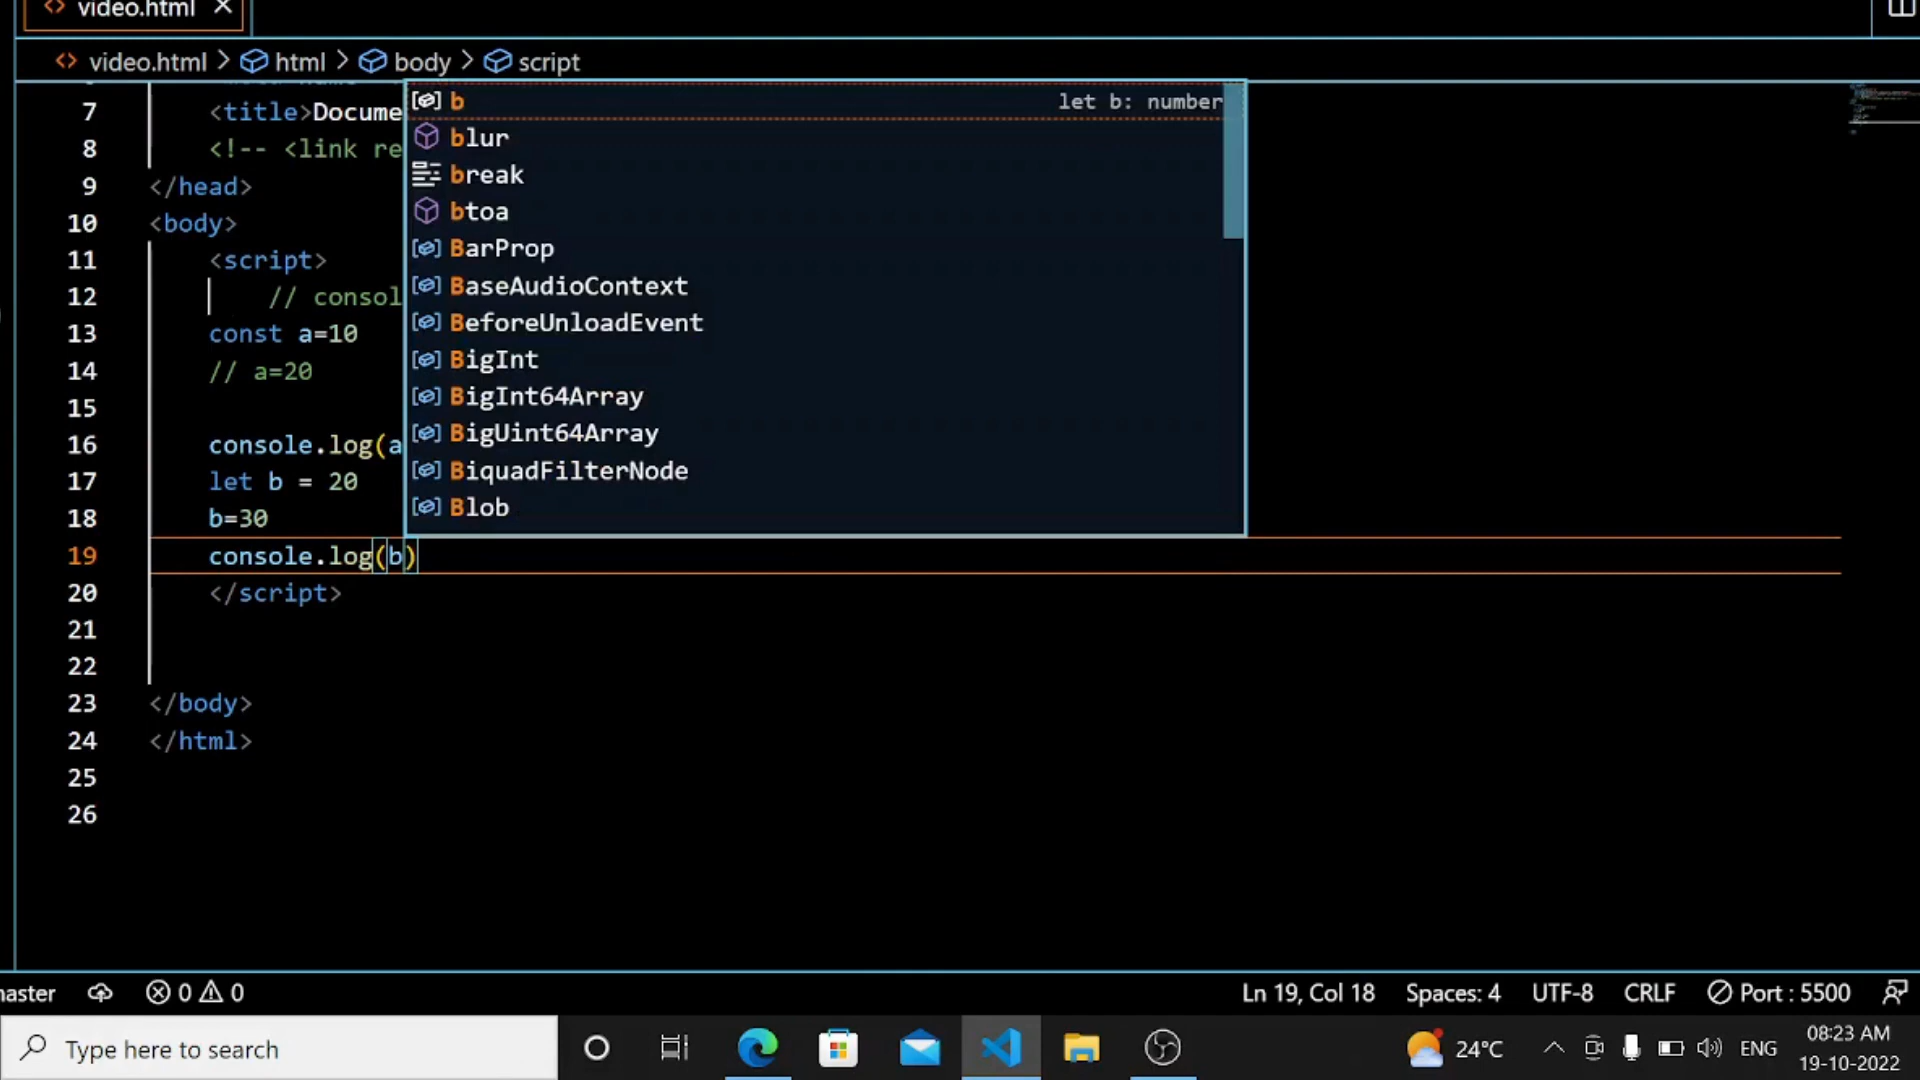 video.html
video.html > html > body > script
7 <title>Docume
8 <!-- <link re
9 </head>
10 <body>
11 <script>
12 // consol
13 const a=10
14 // a=20
15
16 console.log(a
17 let b = 20
18 b=30
19 console.log(b)
20 </script>
21
22
23 </body>
24 </html>
25
26
b let b: number
blur
break
btoa
BarProp
BaseAudioContext
BeforeUnloadEvent
BigInt
BigInt64Array
BigUint64Array
BiquadFilterNode
Blob
aster 0 0 Ln 19, Col 18 Spaces: 4 UTF-8 CRLF Port : 5500
Type here to search 24°C ENG 08:23 AM
19-10-2022